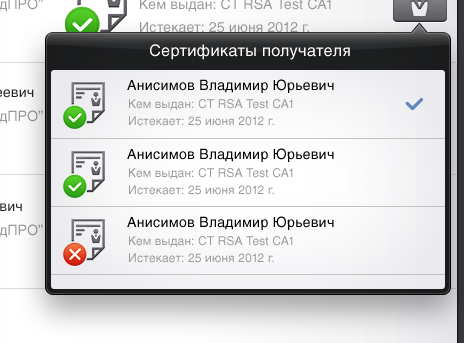 дПРО"
Кем выдан: CT RSA Test CA1
Истекает: 25 июня 2012 г.
Сертификаты получателя
Анисимов Владимир Юрьевич
Кем выдан: CT RSA Test CA1
Истекает: 25 июня 2012 г.
еевич
дПРО"
Анисимов Владимир Юрьевич
Кем выдан: CT RSA Test CA1
Истекает: 25 июня 2012 г.
вич
дПРО"
Анисимов Владимир Юрьевич
Кем выдан: CT RSA Test CA1
Истекает: 25 июня 2012 г.